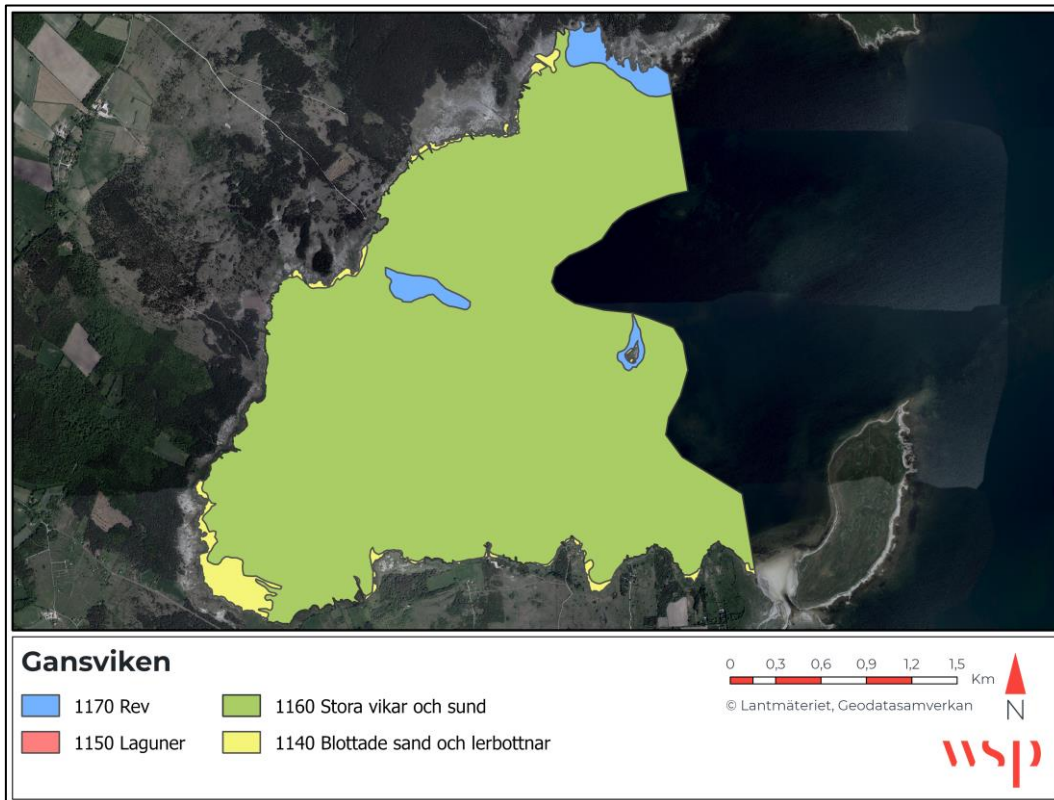 Gansviken
1170 Rev
1160 Stora vikar och sund
1150 Laguner
1140 Blottade sand och lerbottnar
0 0,3 0,6 0,9 1,2 1,5
Km
© Lantmäteriet, Geodatasamverkan
N
wsp